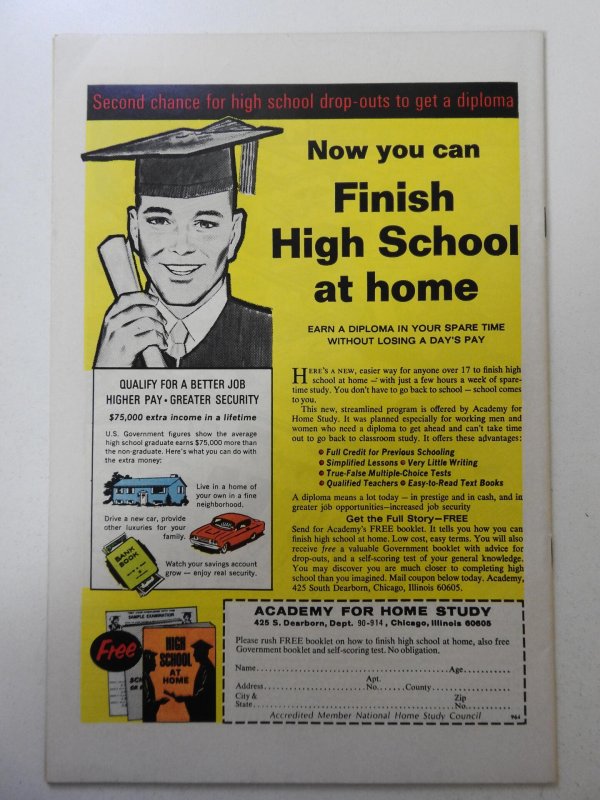 Second chance for high school drop-outs to get a diploma
Now you can
Finish
High School
at home
EARN A DIPLOMA IN YOUR SPARE TIME
WITHOUT LOSING A DAY'S PAY
QUALIFY FOR A BETTER JOB
HIGHER PAY • GREATER SECURITY
$75,000 extra income in a lifetime
U.S. Government figures show the average
high school graduate earns $75,000 more than
the non-graduate. Here's what you can do with
the extra money:
Live in a home of
your own in a fine
neighborhood.
Drive a new car, provide
other luxuries for your
family.
BANK
BOOK
Watch your savings account
grow — enjoy real security.
HERE'S A NEW, easier way for anyone over 17 to finish high
school at home — with just a few hours a week of spare-
time study. You don't have to go back to school — school comes
to you.
This new, streamlined program is offered by Academy for
Home Study. It was planned especially for working men and
women who need a diploma to get ahead and can't take time
out to go back to classroom study. It offers these advantages:
• Full Credit for Previous Schooling
• Simplified Lessons • Very Little Writing
• True-False Multiple-Choice Tests
• Qualified Teachers • Easy-to-Read Text Books
A diploma means a lot today — in prestige and in cash, and in
greater job opportunities—increased job security
Get the Full Story—FREE
Send for Academy's FREE booklet. It tells you how you can
finish high school at home. Low cost, easy terms. You will also
receive free a valuable Government booklet with advice for
drop-outs, and a self-scoring test of your general knowledge.
You may discover you are much closer to completing high
school than you imagined. Mail coupon below today. Academy,
425 South Dearborn, Chicago, Illinois 60605.
Free
SAMPLE EXAMINATION
HIGH
SCHOOL
AT
HOME
ACADEMY FOR HOME STUDY
425 S. Dearborn, Dept. 90-914, Chicago, Illinois 60605
Please rush FREE booklet on how to finish high school at home, also free
Government booklet and self-scoring test. No obligation.
Name Age
Apt.
Address No. County
City & Zip
State No.
Accredited Member National Home Study Council 964